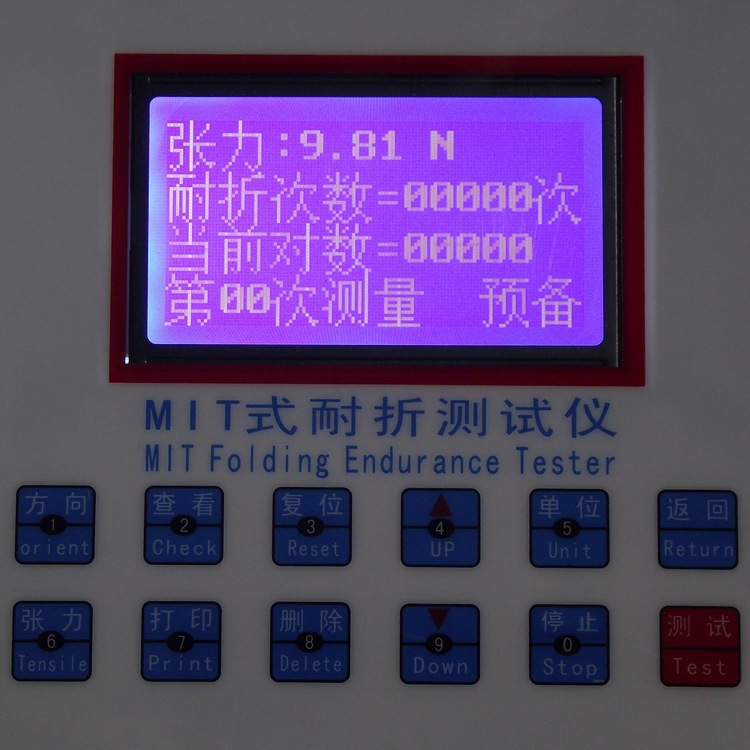 张力:9.81 N
耐折次数=00000次
当前对数=00000
第00次测量 预备
MIT式耐折测试仪
MIT Folding Endurance Tester
方向 1 orient
查看 2 Check
复位 3 Reset
▲ 4 UP
单位 5 Unit
返回 Return
张力 6 Tensile
打印 7 Print
删除 8 Delete
▼ 9 Down
停止 0 Stop
测试 Test